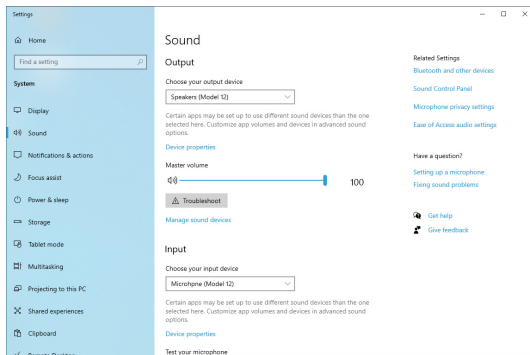 Settings
Home
Find a setting
System
Display
Sound
Notifications & actions
Focus assist
Power & sleep
Storage
Tablet mode
Multitasking
Projecting to this PC
Shared experiences
Clipboard
Remote Desktop
Sound
Output
Choose your output device
Speakers (Model 12)
Certain apps may be set up to use different sound devices than the one
selected here. Customize app volumes and devices in advanced sound
options.
Device properties
Master volume
100
Troubleshoot
Manage sound devices
Input
Choose your input device
Microhpne (Model 12)
Certain apps may be set up to use different sound devices than the one
selected here. Customize app volumes and devices in advanced sound
options.
Device properties
Test your microphone
Related Settings
Bluetooth and other devices
Sound Control Panel
Microphone privacy settings
Ease of Access audio settings
Have a question?
Setting up a microphone
Fixing sound problems
Get help
Give feedback